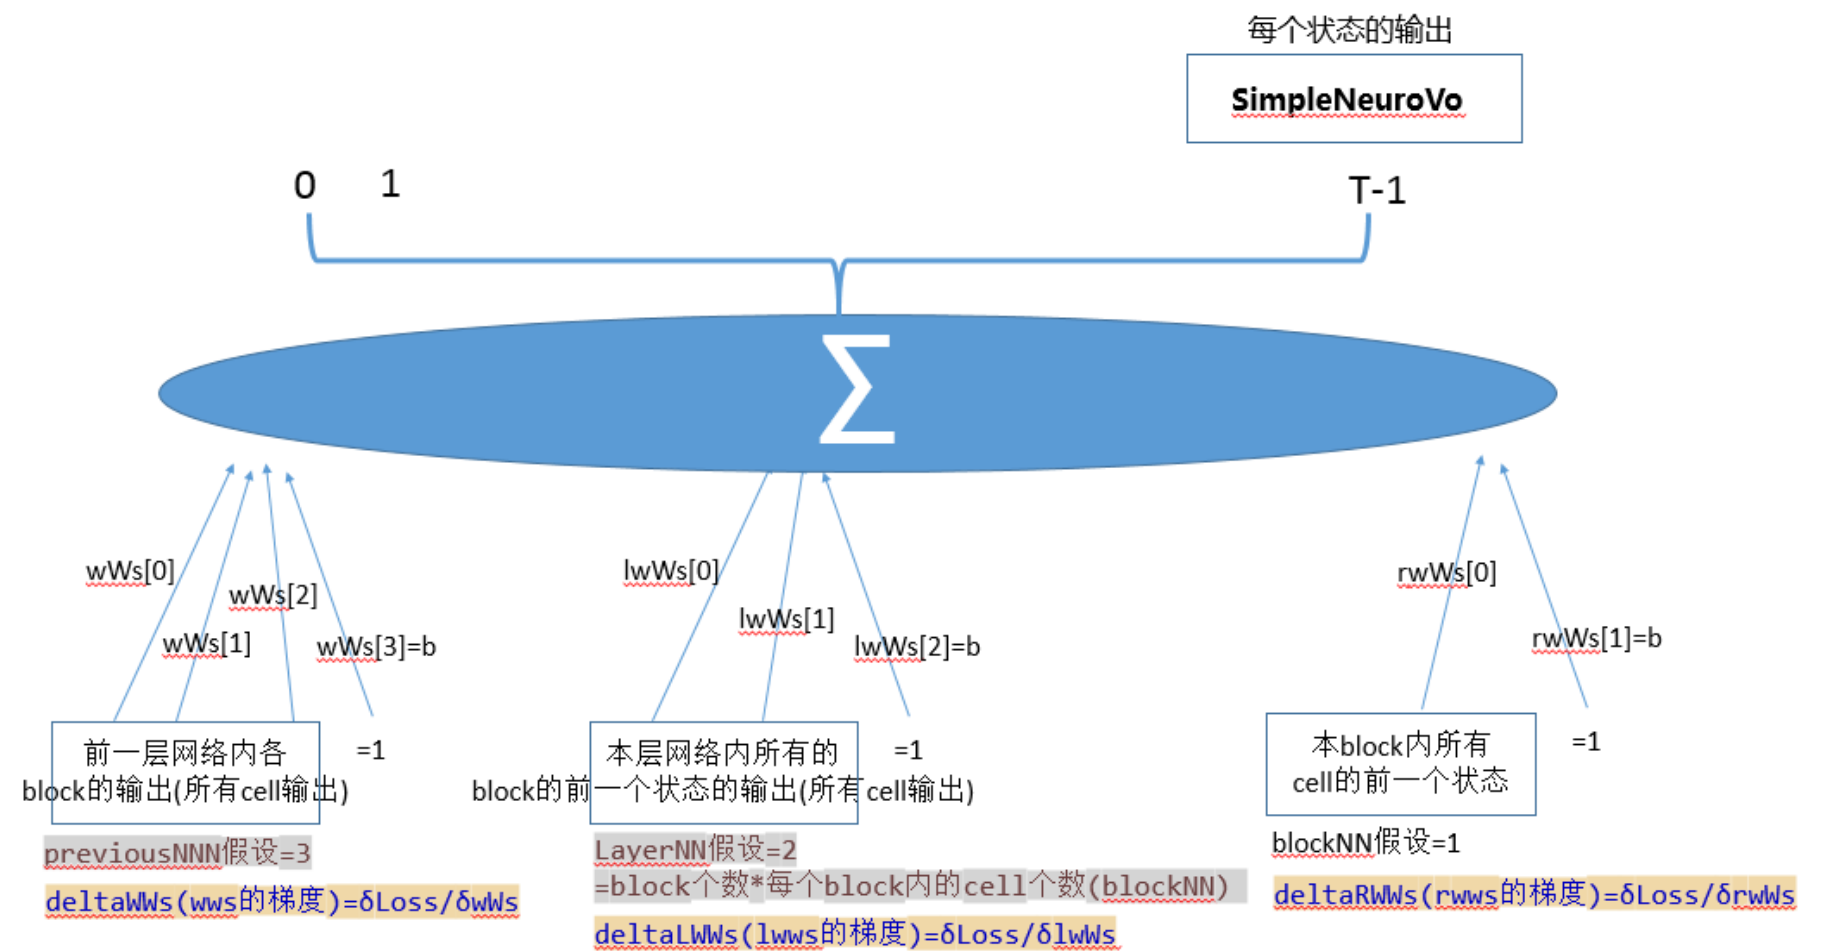 每个状态的输出
SimpleNeuroVo
0
1
T-1
∑
wWs[0]
wWs[2]
wWs[1]
wWs[3]=b
lwWs[0]
lwWs[1]
lwWs[2]=b
rwWs[0]
rwWs[1]=b
前一层网络内各
block的输出(所有cell输出)
=1
本层网络内所有的
block的前一个状态的输出(所有cell输出)
=1
本block内所有
cell的前一个状态
=1
previousNNN假设=3
deltaWWs(wws的梯度)=δLoss/δwWs
LayerNN假设=2
=block个数*每个block内的cell个数(blockNN)
deltaLWWs(lwws的梯度)=δLoss/δlwWs
blockNN假设=1
deltaRWWs(rwws的梯度)=δLoss/δrwWs